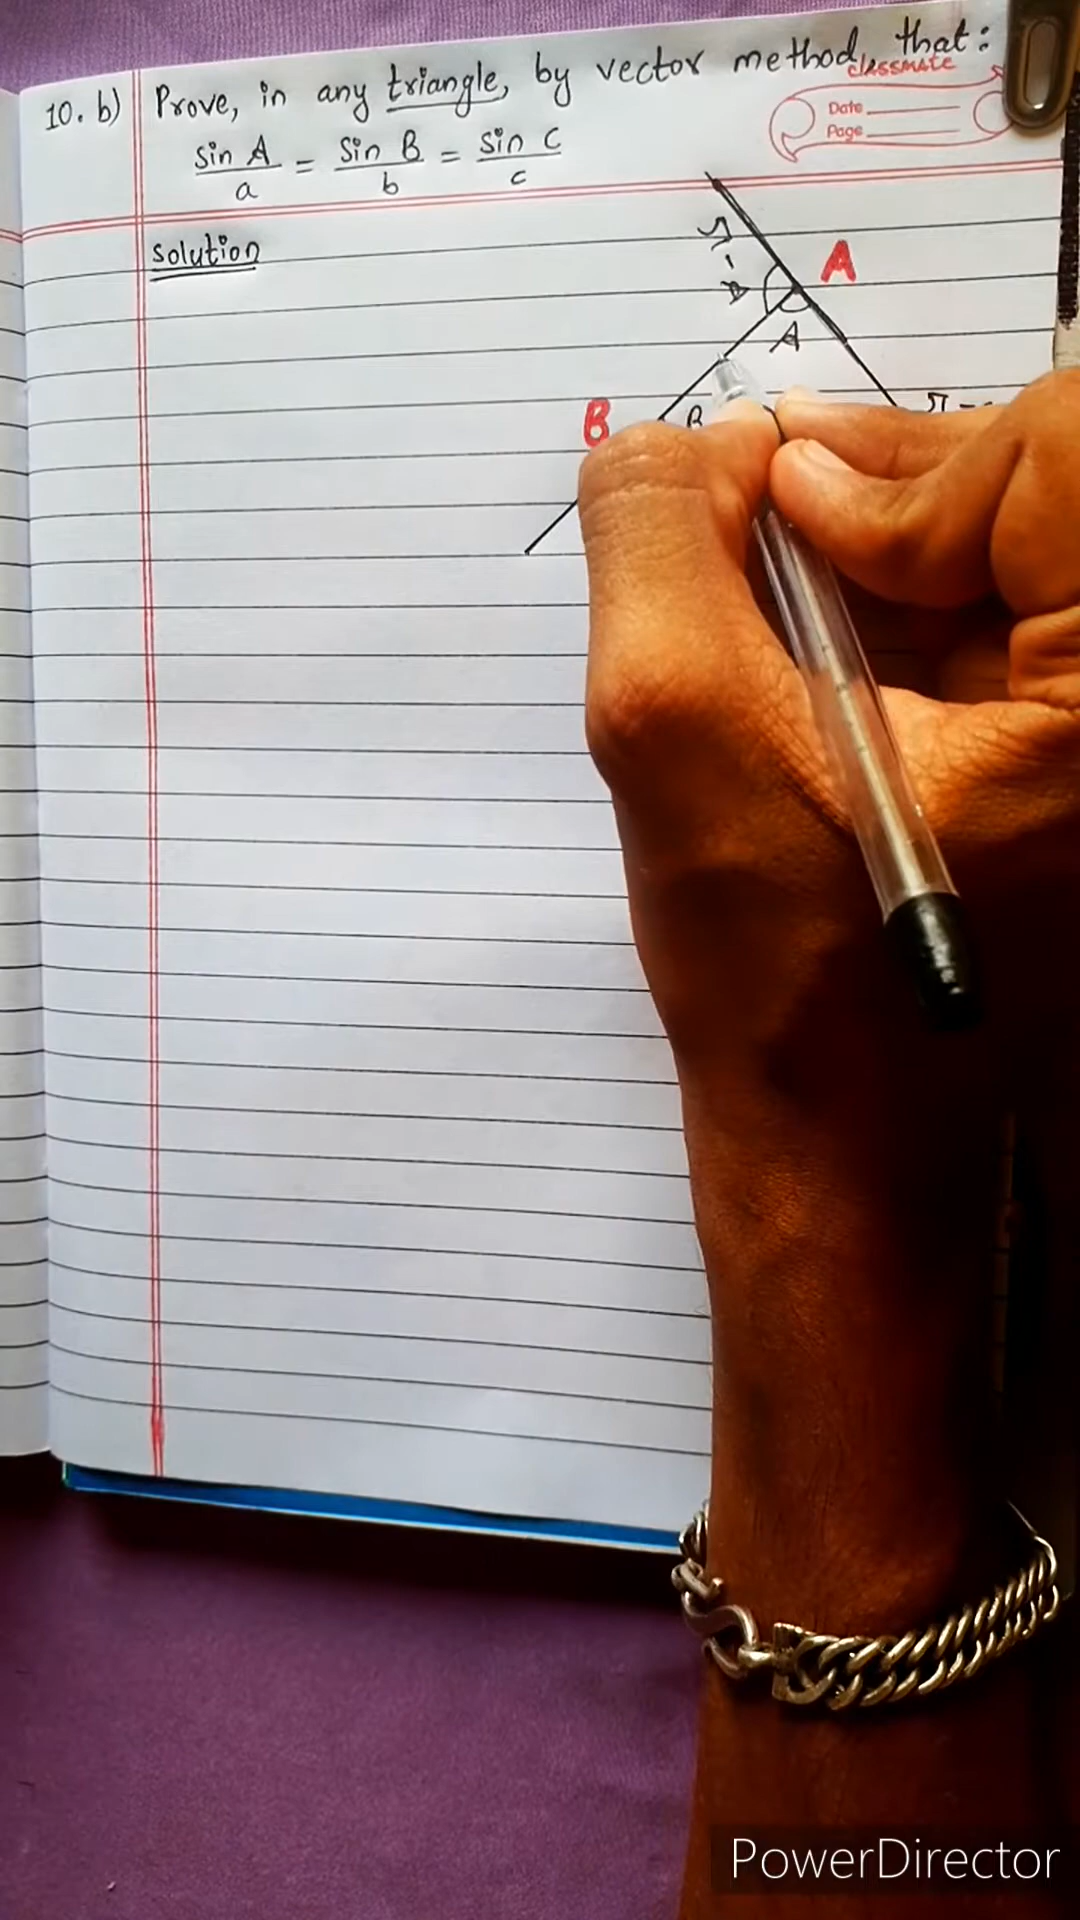 10. b) Prove, in any triangle, by vector method, that:
classmate
Date
Page
sin A / a = sin B / b = sin C / c
solution
π - A
A
A
B
B
π -
PowerDirector